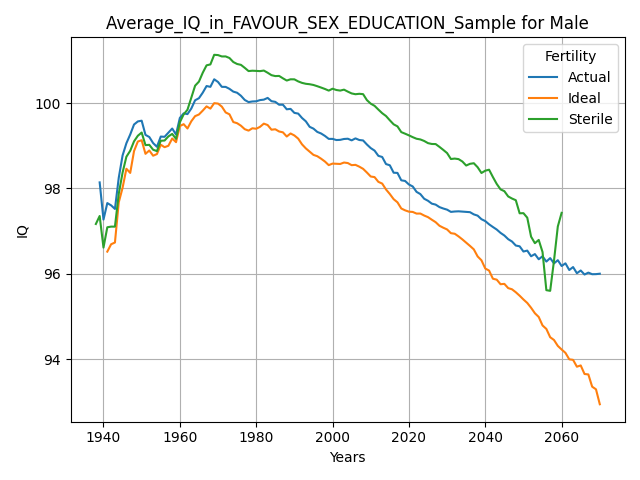 Average_IQ_in_FAVOUR_SEX_EDUCATION_Sample for Male
Fertility
Actual
Ideal
Sterile
100
98
96
94
IQ
1940 1960 1980 2000 2020 2040 2060
Years